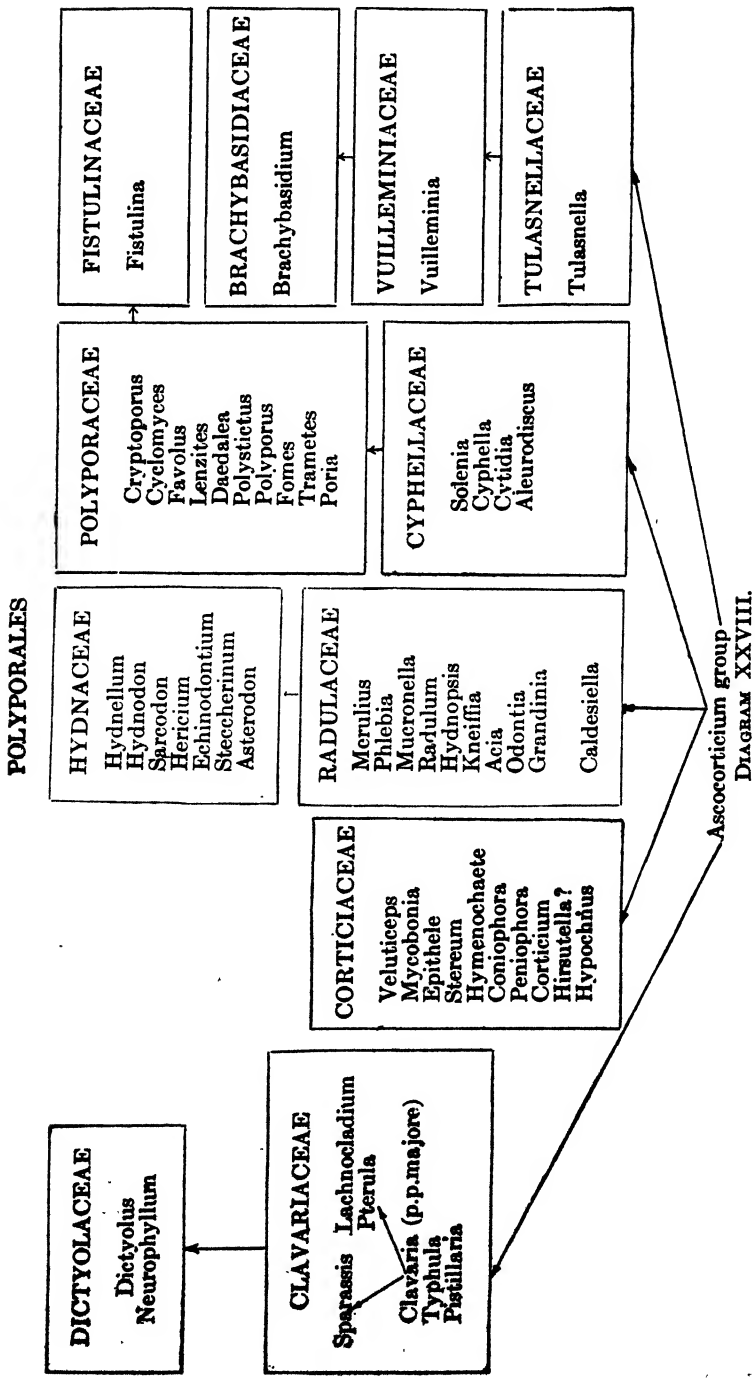 POLYPORALES
DICTYOLACEAE
Dictyolus
Neurophyllum
CLAVARIACEAE
Sparassis Lachnocladium
Pterula
Clavaria (p.p.majore)
Typhula
Pistillaria
CORTICIACEAE
Veluticeps
Mycobonia
Epithele
Stereum
Hymenochaete
Coniophora
Peniophora
Corticium
Hirsutella?
Hypochnus
HYDNACEAE
Hydnellum
Hydnodon
Sarcodon
Hericium
Echinodontium
Steccherinum
Asterodon
RADULACEAE
Merulius
Phlebia
Mucronella
Radulum
Hydnopsis
Kneiffia
Acia
Odontia
Grandinia
Caldesiella
POLYPORACEAE
Cryptoporus
Cyclomyces
Favolus
Lenzites
Daedalea
Polystictus
Polyporus
Fomes
Trametes
Poria
CYPHELLACEAE
Solenia
Cyphella
Cytidia
Aleurodiscus
FISTULINACEAE
Fistulina
BRACHYBASIDIACEAE
Brachybasidium
VUILLEMINIACEAE
Vuilleminia
TULASNELLACEAE
Tulasnella
Ascocorticium group
DIAGRAM XXVIII.